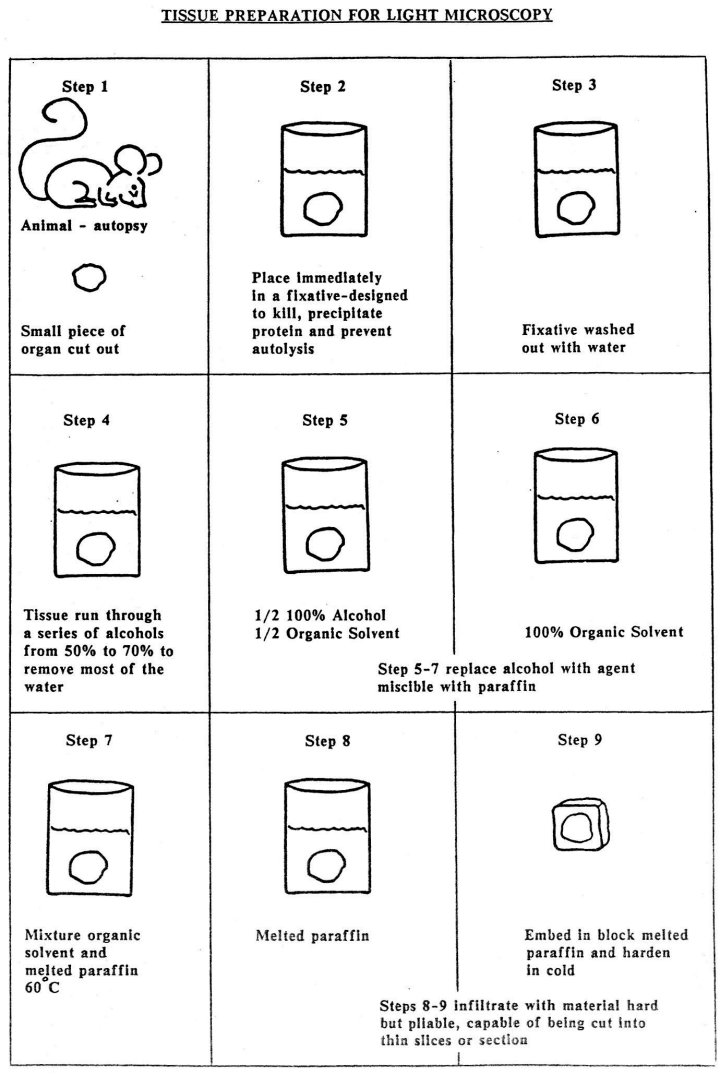 TISSUE PREPARATION FOR LIGHT MICROSCOPY
Step 1
Animal - autopsy
Small piece of
organ cut out
Step 2
Place immediately
in a fixative-designed
to kill, precipitate
protein and prevent
autolysis
Step 3
Fixative washed
out with water
Step 4
Tissue run through
a series of alcohols
from 50% to 70% to
remove most of the
water
Step 5
1/2 100% Alcohol
1/2 Organic Solvent
Step 6
100% Organic Solvent
Step 5-7 replace alcohol with agent
miscible with paraffin
Step 7
Mixture organic
solvent and
melted paraffin
60°C
Step 8
Melted paraffin
Step 9
Embed in block melted
paraffin and harden
in cold
Steps 8-9 infiltrate with material hard
but pliable, capable of being cut into
thin slices or section